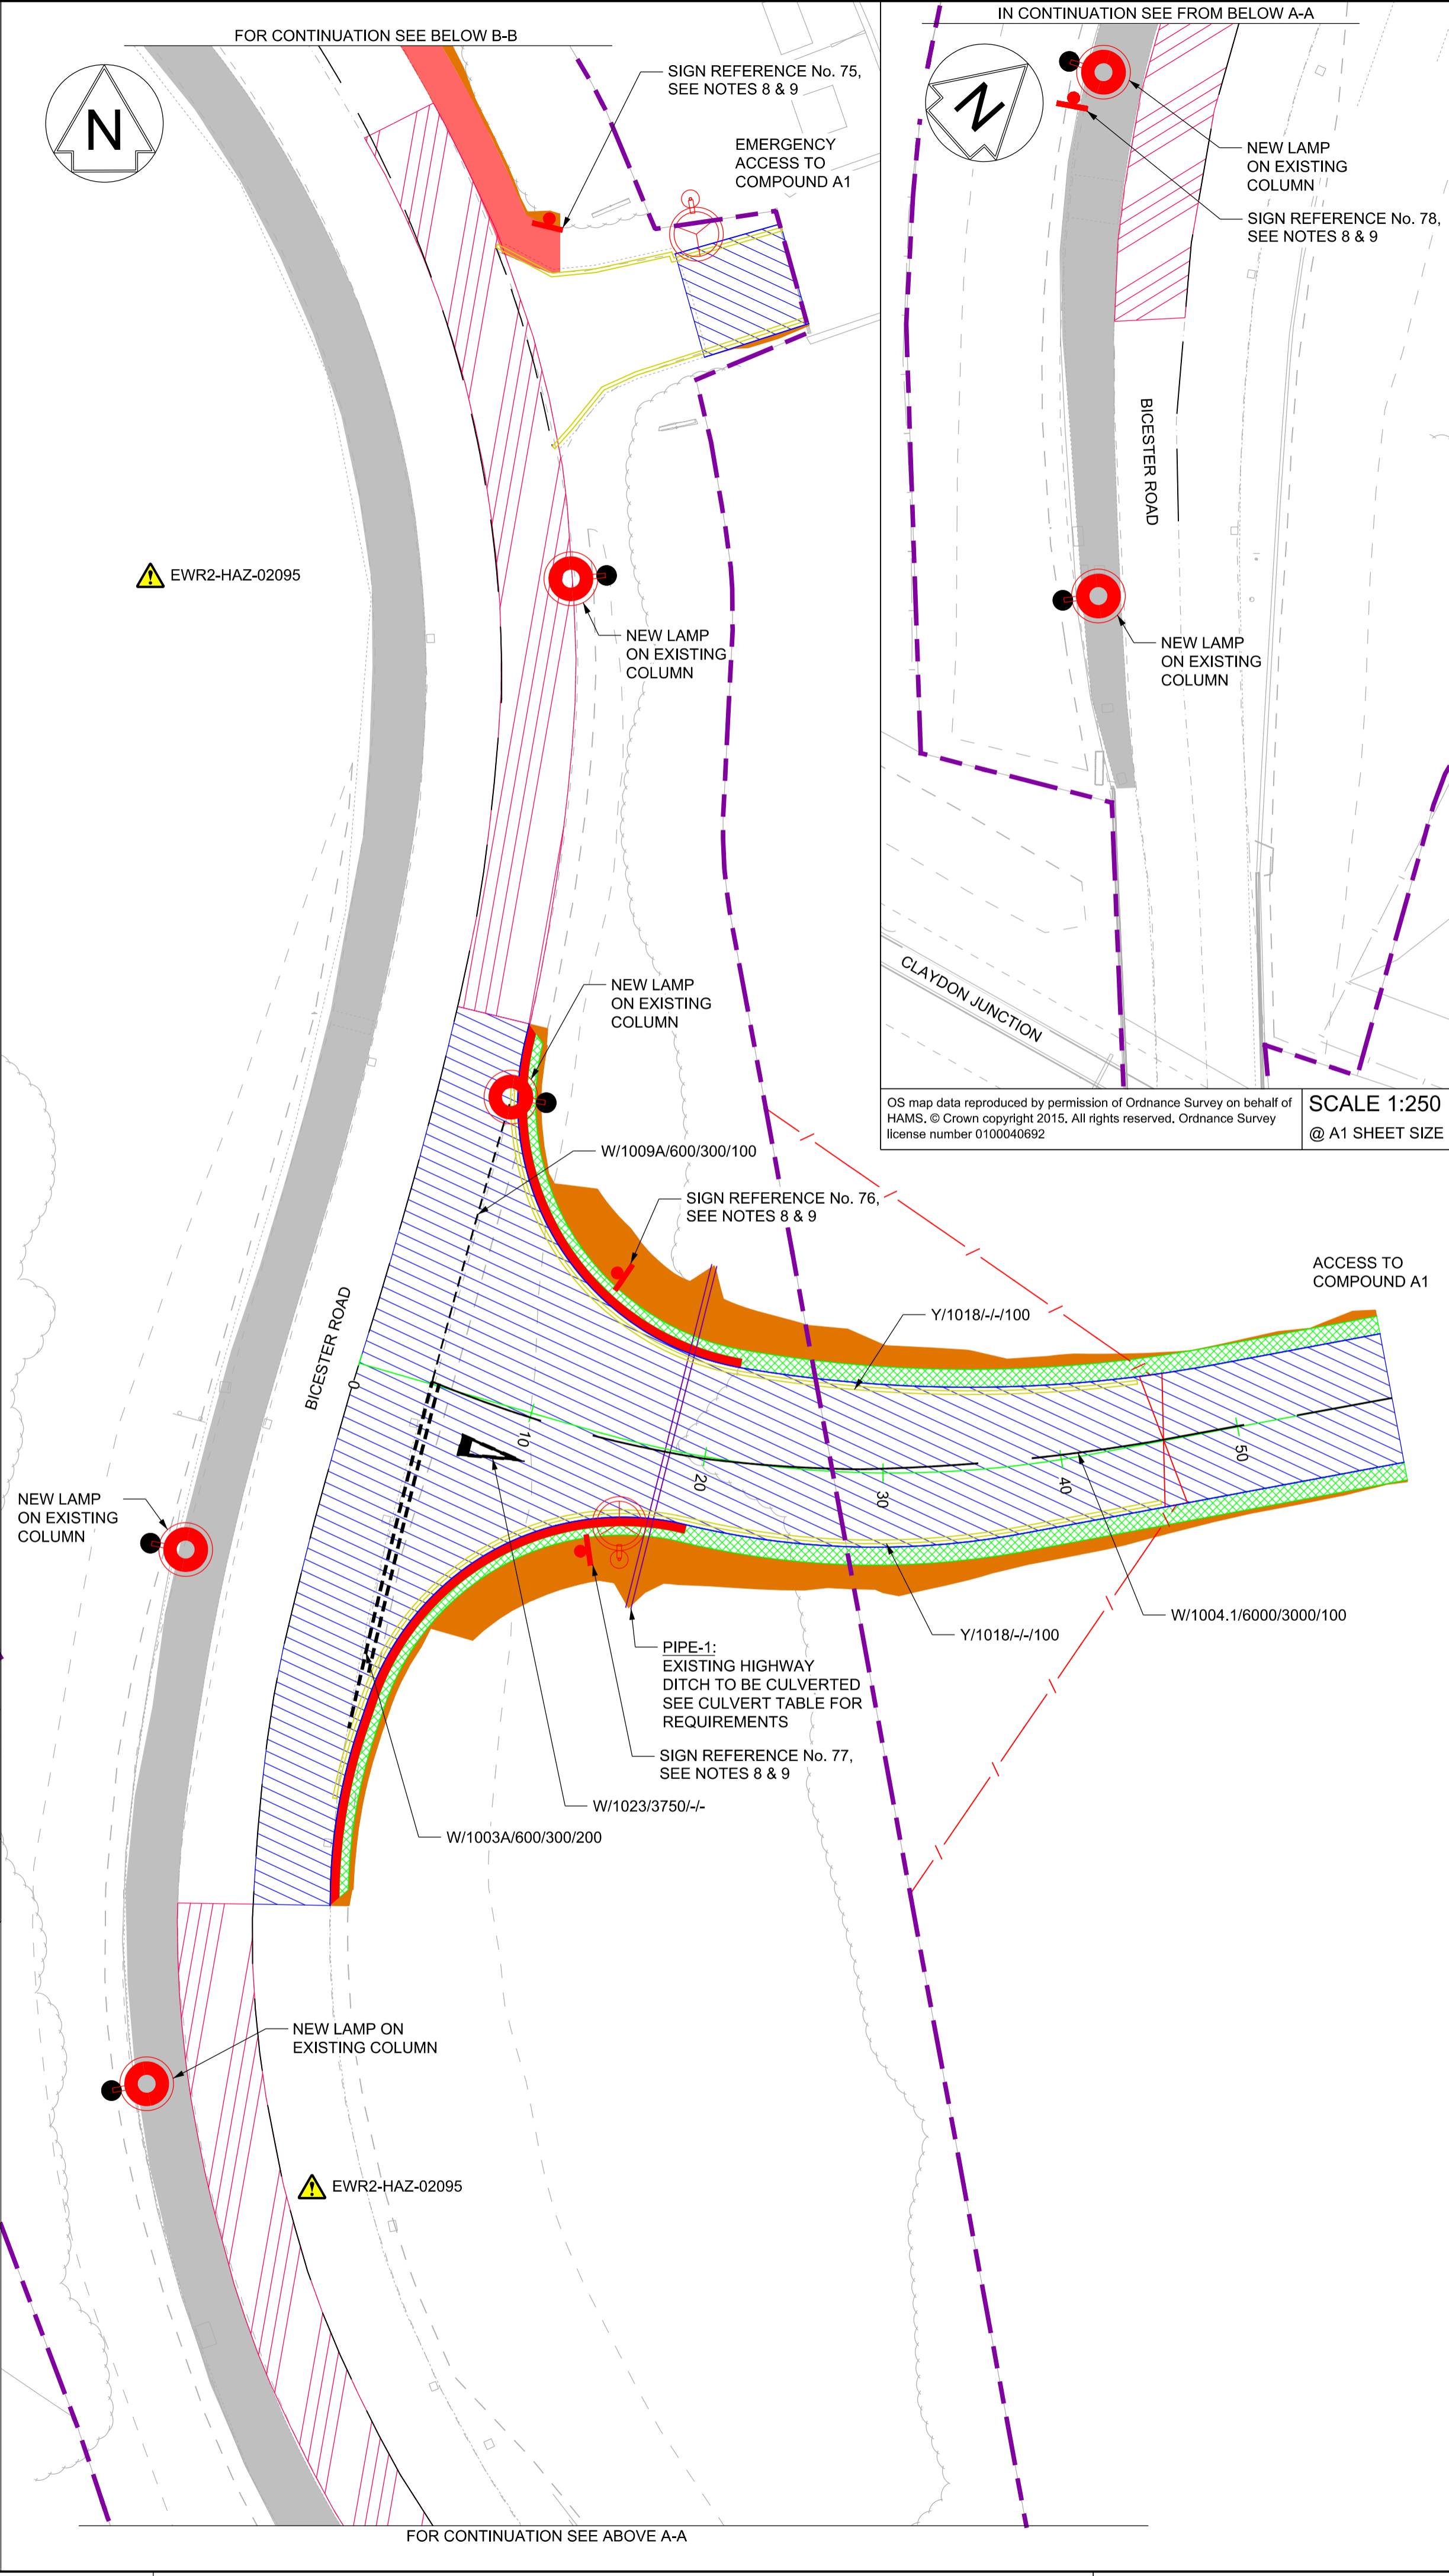 FOR CONTINUATION SEE BELOW B-B
IN CONTINUATION SEE FROM BELOW A-A
N
SIGN REFERENCE No. 75,
SEE NOTES 8 & 9
EMERGENCY
ACCESS TO
COMPOUND A1
N
NEW LAMP
ON EXISTING
COLUMN
SIGN REFERENCE No. 78,
SEE NOTES 8 & 9
BICESTER ROAD
EWR2-HAZ-02095
NEW LAMP
ON EXISTING
COLUMN
NEW LAMP
ON EXISTING
COLUMN
CLAYDON JUNCTION
NEW LAMP
ON EXISTING
COLUMN
OS map data reproduced by permission of Ordnance Survey on behalf of
HAMS. © Crown copyright 2015. All rights reserved. Ordnance Survey
license number 0100040692
SCALE 1:250
@ A1 SHEET SIZE
W/1009A/600/300/100
SIGN REFERENCE No. 76,
SEE NOTES 8 & 9
ACCESS TO
COMPOUND A1
Y/1018/-/-/100
BICESTER ROAD
0
10
20
30
40
50
NEW LAMP
ON EXISTING
COLUMN
W/1004.1/6000/3000/100
Y/1018/-/-/100
PIPE-1:
EXISTING HIGHWAY
DITCH TO BE CULVERTED
SEE CULVERT TABLE FOR
REQUIREMENTS
SIGN REFERENCE No. 77,
SEE NOTES 8 & 9
W/1023/3750/-/-
W/1003A/600/300/200
NEW LAMP ON
EXISTING COLUMN
EWR2-HAZ-02095
FOR CONTINUATION SEE ABOVE A-A